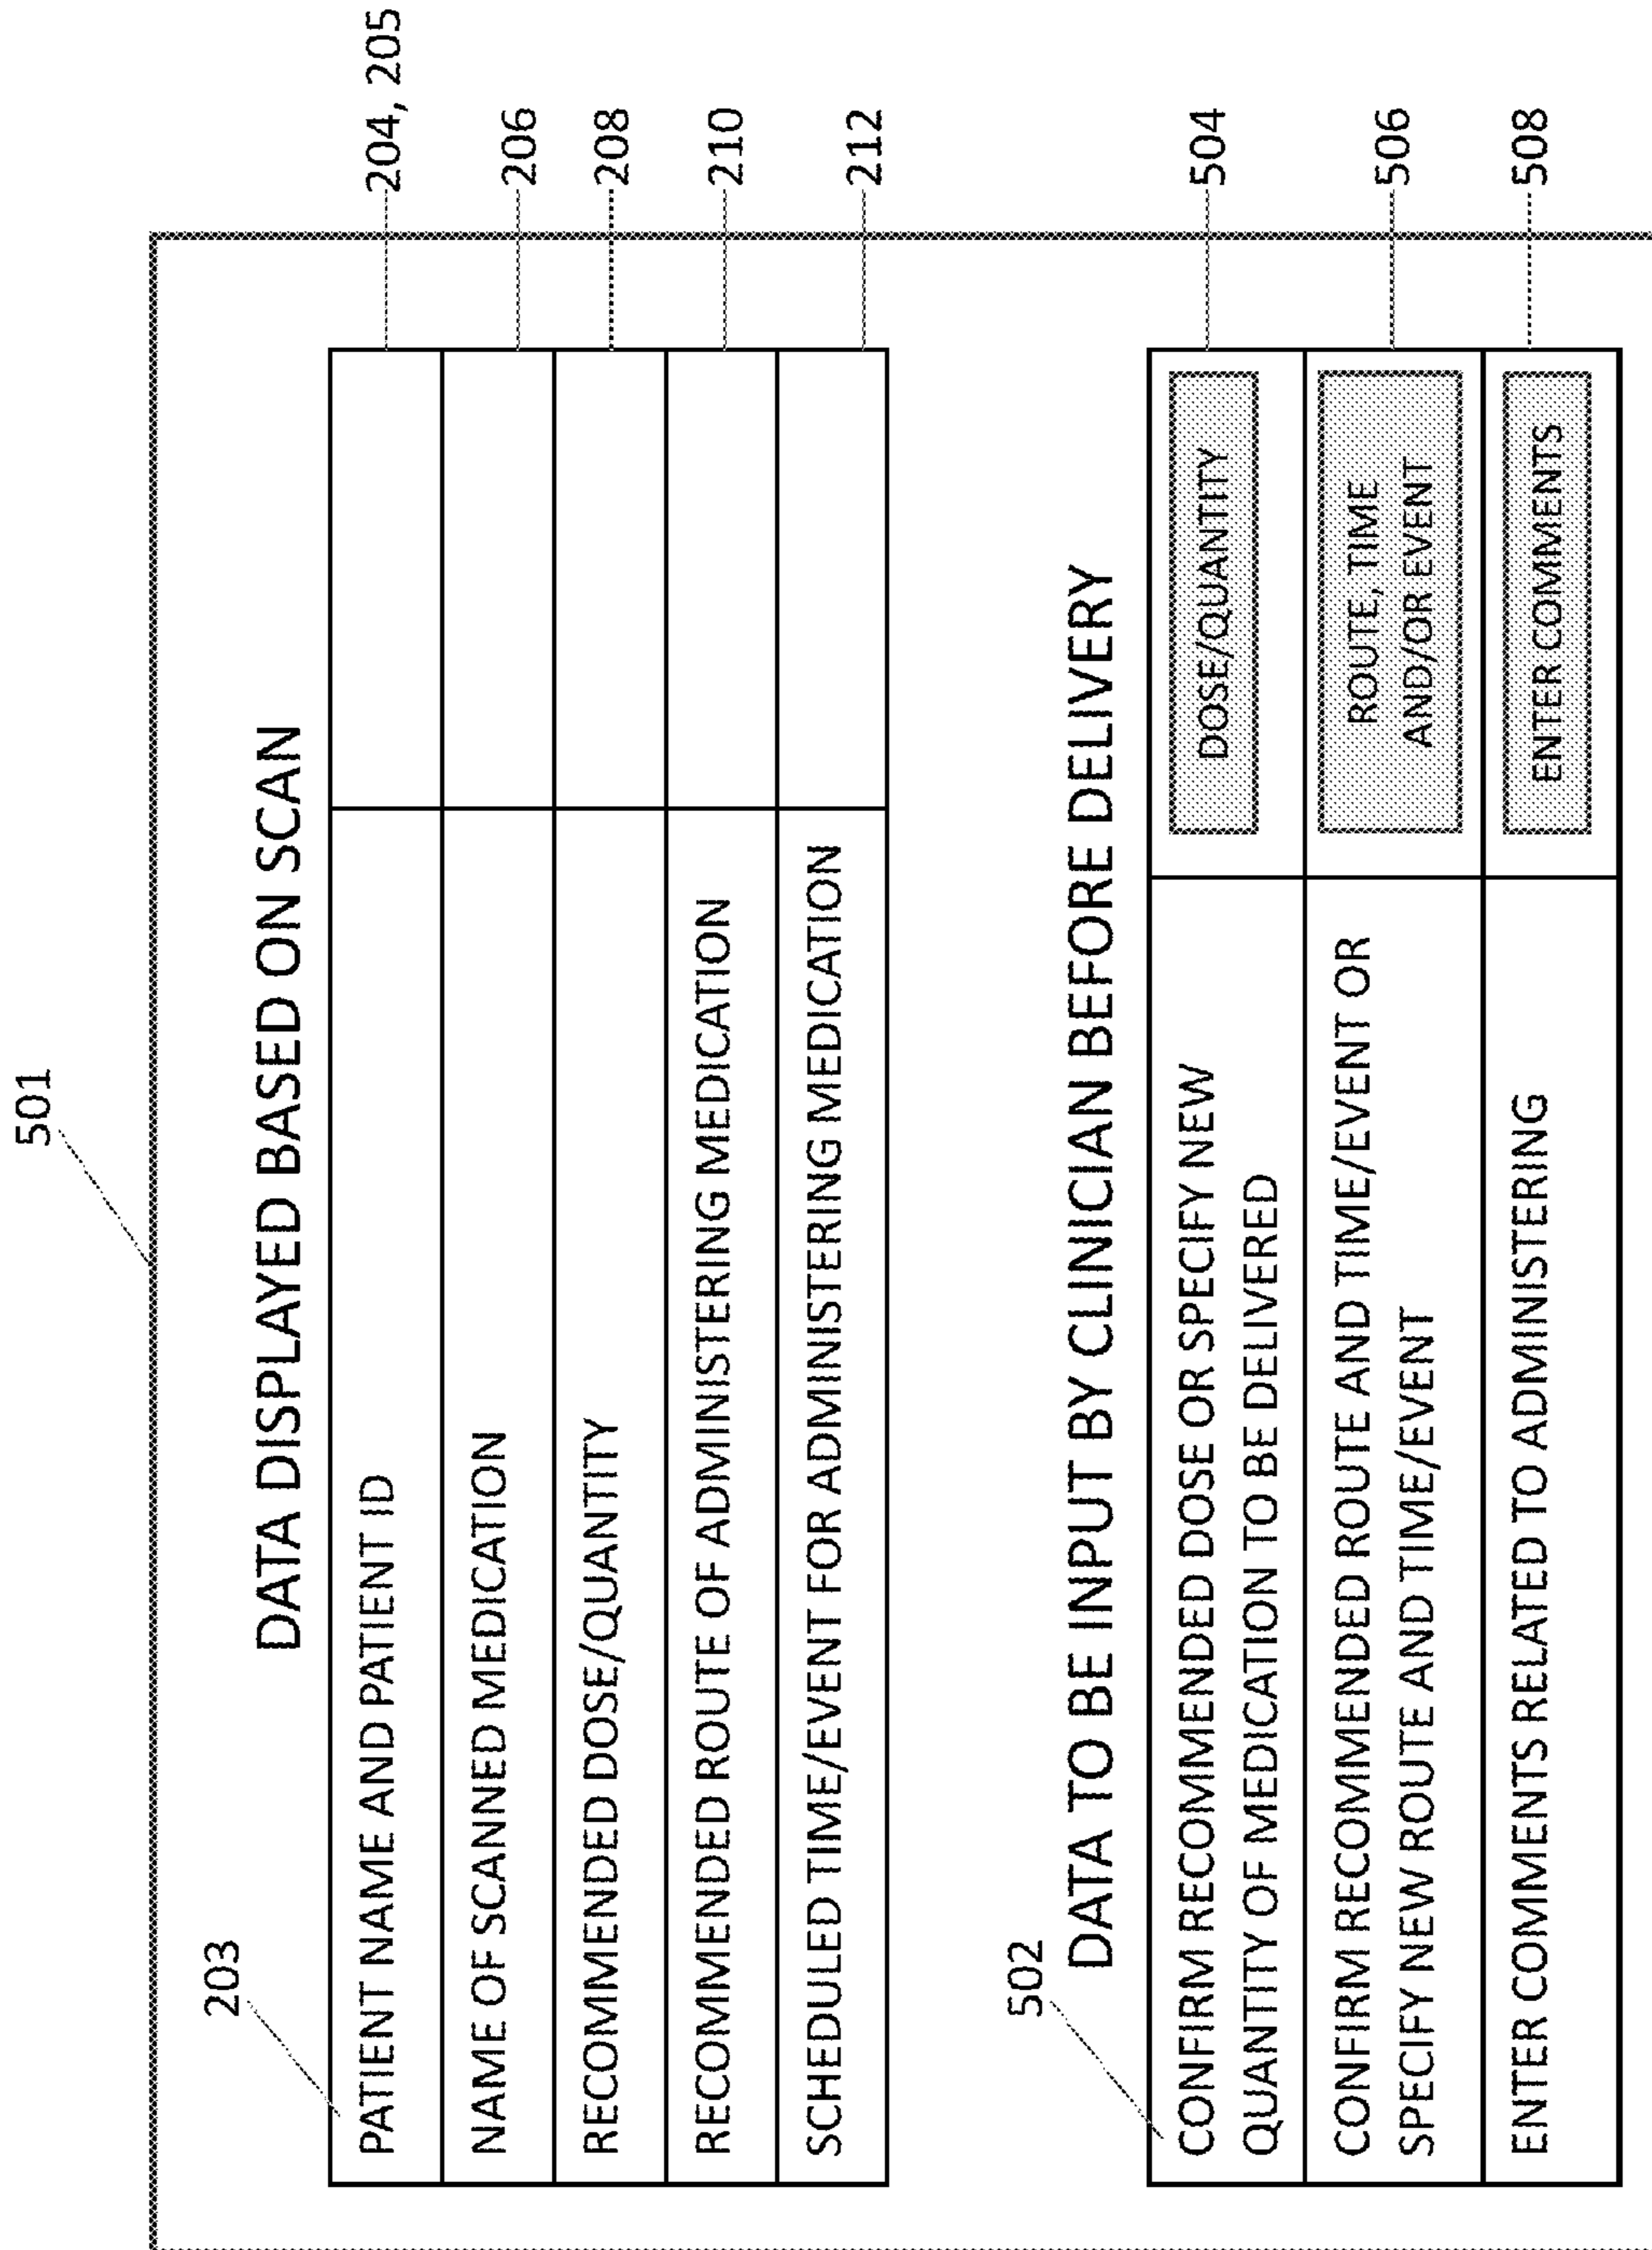 501
DATA DISPLAYED BASED ON SCAN
203
PATIENT NAME AND PATIENT ID
204, 205
NAME OF SCANNED MEDICATION
206
RECOMMENDED DOSE/QUANTITY
208
RECOMMENDED ROUTE OF ADMINISTERING MEDICATION
210
SCHEDULED TIME/EVENT FOR ADMINISTERING MEDICATION
212
502
DATA TO BE INPUT BY CLINICIAN BEFORE DELIVERY
CONFIRM RECOMMENDED DOSE OR SPECIFY NEW
QUANTITY OF MEDICATION TO BE DELIVERED
DOSE/QUANTITY
504
CONFIRM RECOMMENDED ROUTE AND TIME/EVENT OR
SPECIFY NEW ROUTE AND TIME/EVENT
ROUTE, TIME
AND/OR EVENT
506
ENTER COMMENTS RELATED TO ADMINISTERING
ENTER COMMENTS
508